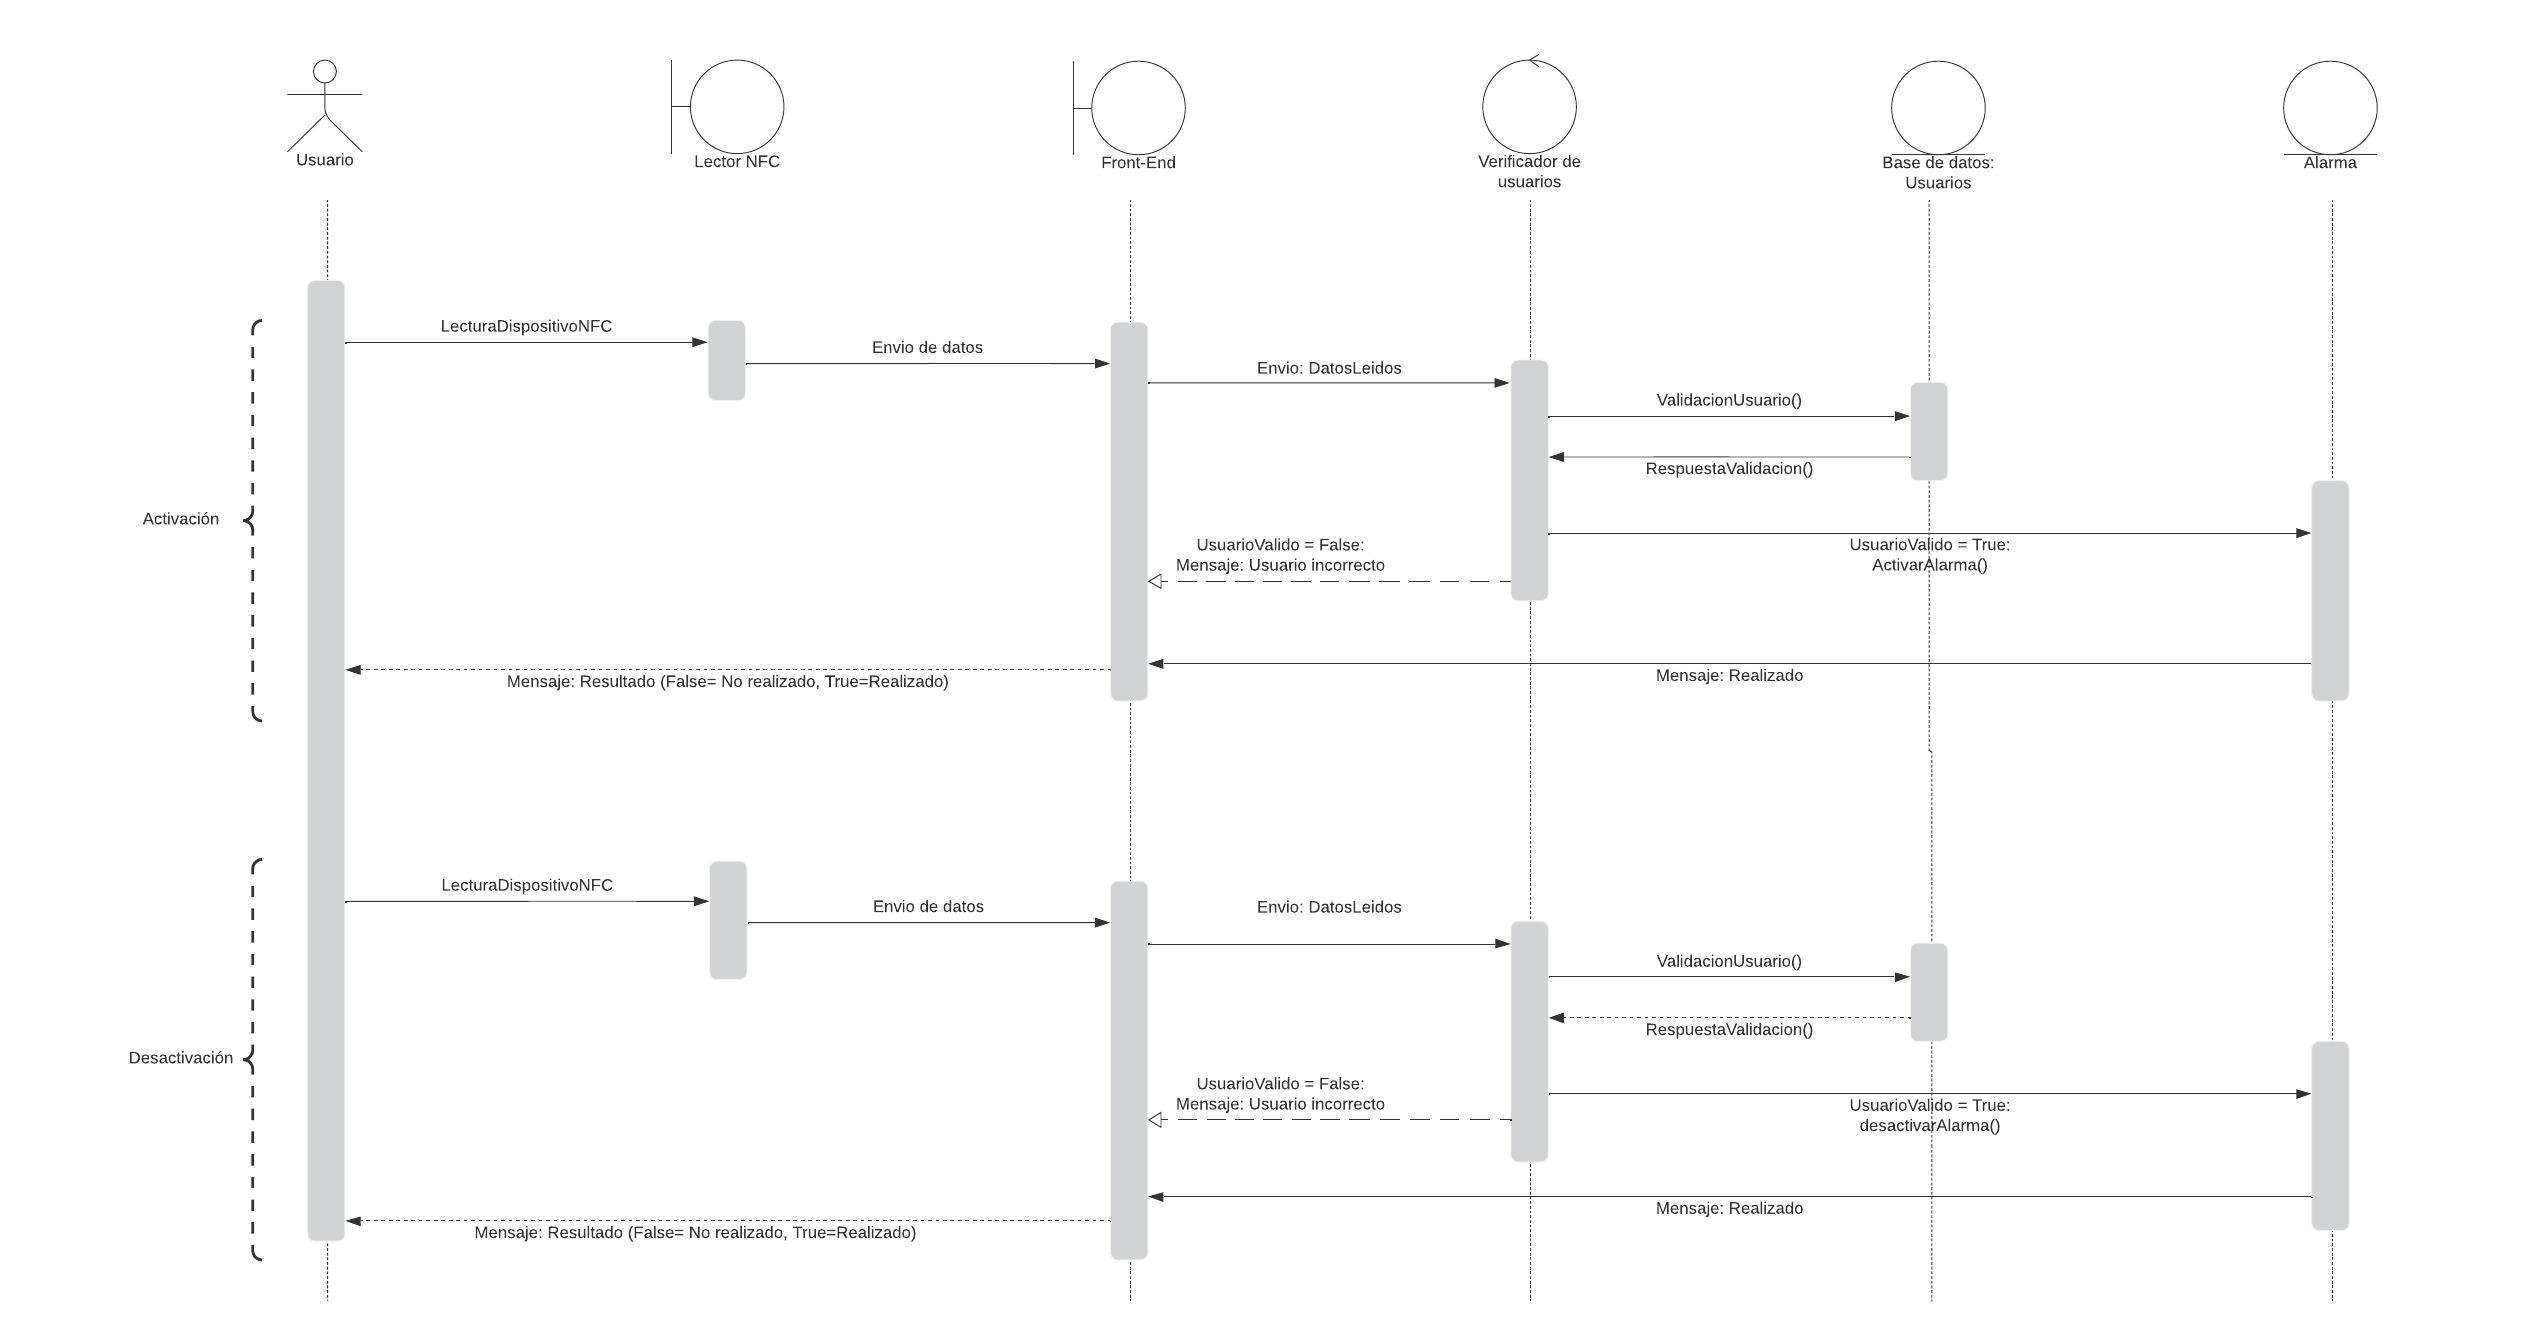 Usuario
Lector NFC
Front-End
Verificador de
usuarios
Base de datos:
Usuarios
Alarma
LecturaDispositivoNFC
Envio de datos
Envio: DatosLeidos
ValidacionUsuario()
RespuestaValidacion()
Activación
UsuarioValido = False:
Mensaje: Usuario incorrecto
UsuarioValido = True:
ActivarAlarma()
Mensaje: Resultado (False= No realizado, True=Realizado)
Mensaje: Realizado
LecturaDispositivoNFC
Envio de datos
Envio: DatosLeidos
ValidacionUsuario()
RespuestaValidacion()
Desactivación
UsuarioValido = False:
Mensaje: Usuario incorrecto
UsuarioValido = True:
desactivarAlarma()
Mensaje: Realizado
Mensaje: Resultado (False= No realizado, True=Realizado)